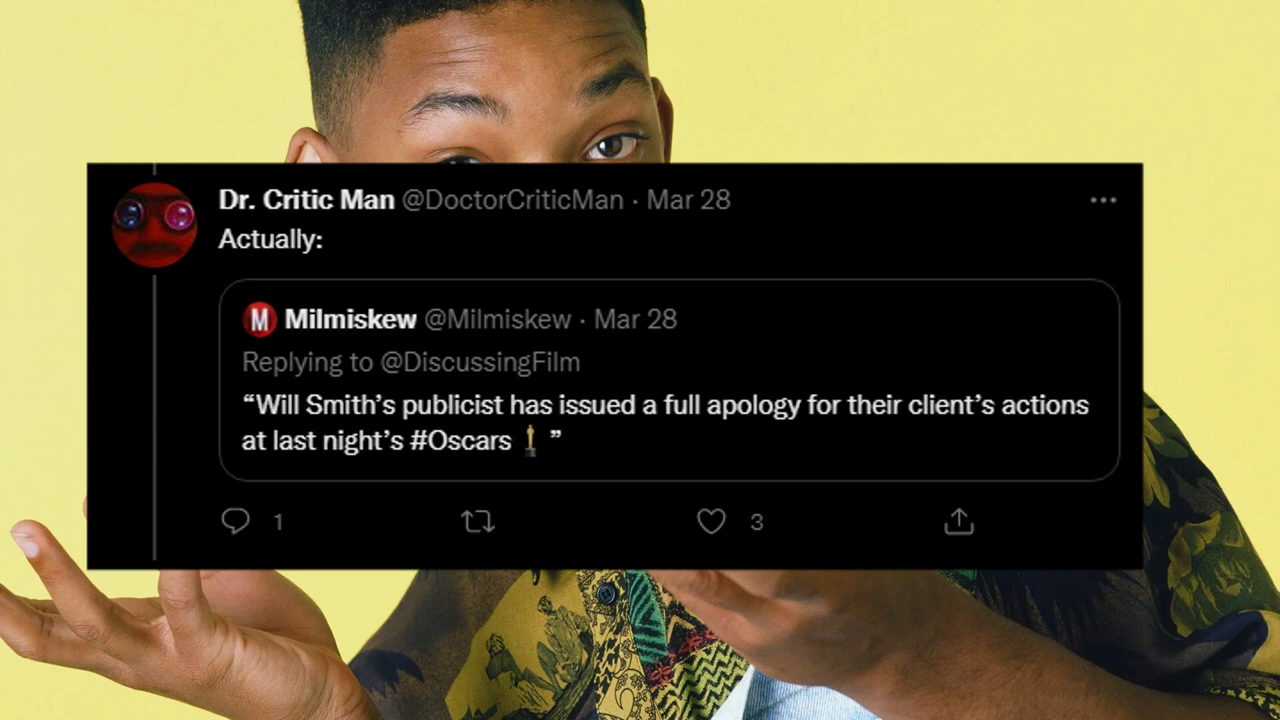 Dr. Critic Man @DoctorCriticMan · Mar 28
Actually:
M Milmiskew @Milmiskew · Mar 28
Replying to @DiscussingFilm
“Will Smith’s publicist has issued a full apology for their client’s actions
at last night’s #Oscars ”
1 3